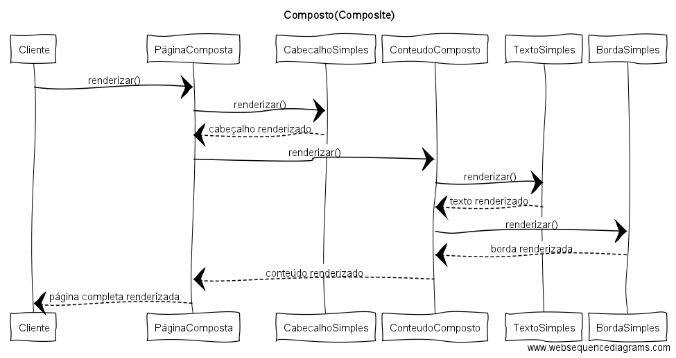 Composto(Composite)
Cliente PáginaComposta CabecalhoSimples ConteudoComposto TextoSimples BordaSimples
renderizar()
renderizar()
cabeçalho renderizado
renderizar()
renderizar()
texto renderizado
renderizar()
borda renderizada
conteúdo renderizado
página completa renderizada
Cliente PáginaComposta CabecalhoSimples ConteudoComposto TextoSimples BordaSimples
www.websequencediagrams.com